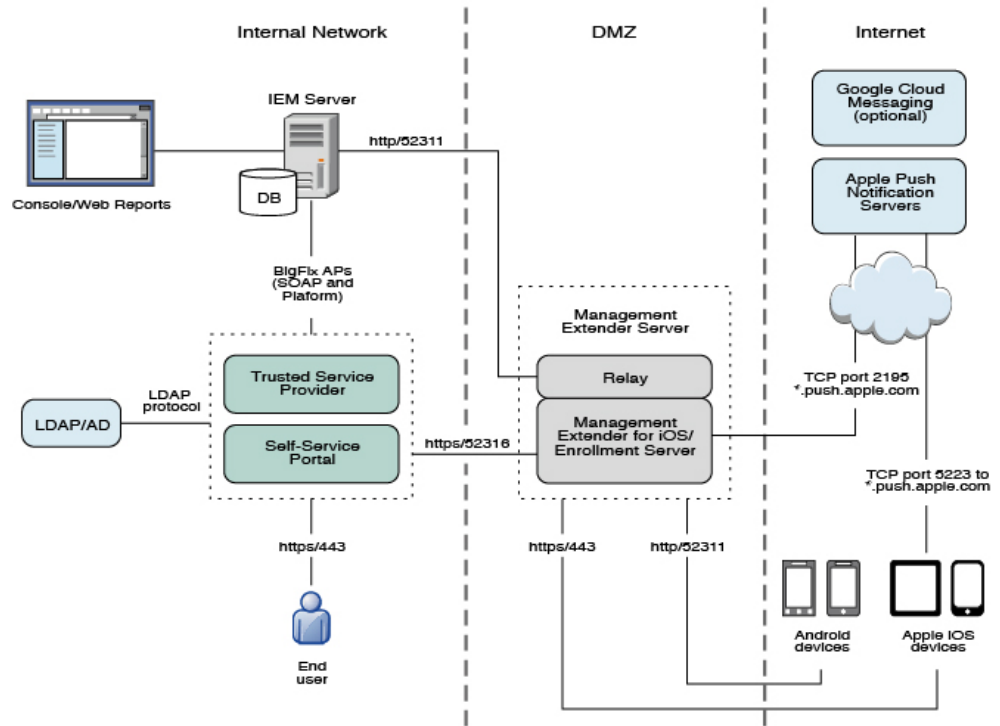 Internal Network
DMZ
Internet
IEM Server
Google Cloud
Messaging
(optional)
http/52311
Apple Push
Notification
Servers
DB
Console/Web Reports
BigFix APs
(SOAP and
Plaform)
Management
Extender Server
Trusted Service
Provider
Relay
LDAP
protocol
TCP port 2195
*.push.apple.com
LDAP/AD
Self-Service
Portal
https/52316
Management
Extender for iOS/
Enrollment Server
TCP port 5223 to
*.push.apple.com
https/443
https/443
http/52311
End
user
Android
devices
Apple iOS
devices